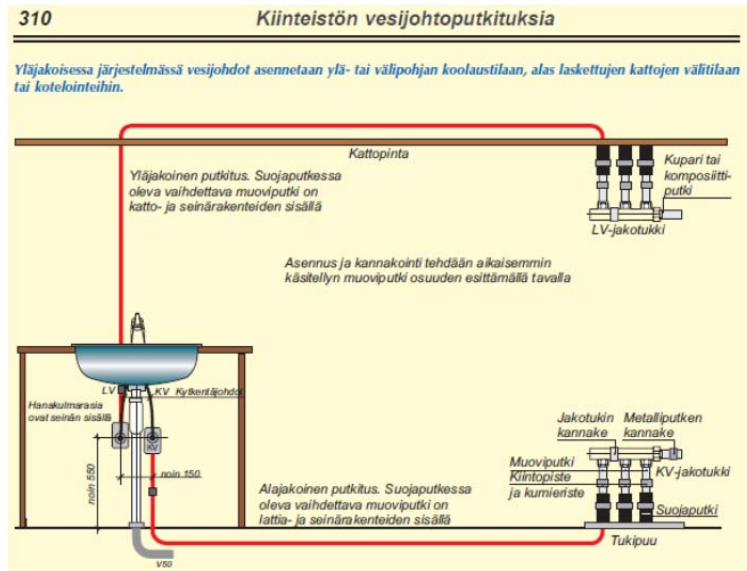 310
Kiinteistön vesijohtoputkituksia
Yläjakoisessa järjestelmässä vesijohdot asennetaan ylä- tai välipohjan koolaustilaan, alas laskettujen kattojen välitilaan
tai kotelointeihin.
Kattopinta
Yläjakoinen putkitus. Suojaputkessa
oleva vaihdettava muoviputki on
katto- ja seinärakenteiden sisällä
Kupari tai
komposiitti-
putki
LV-jakotukki
Asennus ja kannakointi tehdään aikaisemmin
käsitellyn muoviputki osuuden esittämällä tavalla
LV
KV Kytkentäjohdot
Hanakulmarasia
ovat seinän sisällä
KV
noin 550
noin 150
Jakotukin
kannake
Metalliputken
kannake
Muoviputki
Kiintopiste
ja kumieriste
KV-jakotukki
Suojaputki
Alajakoinen putkitus. Suojaputkessa
oleva vaihdettava muoviputki on
lattia- ja seinärakenteiden sisällä
Tukipuu
V50